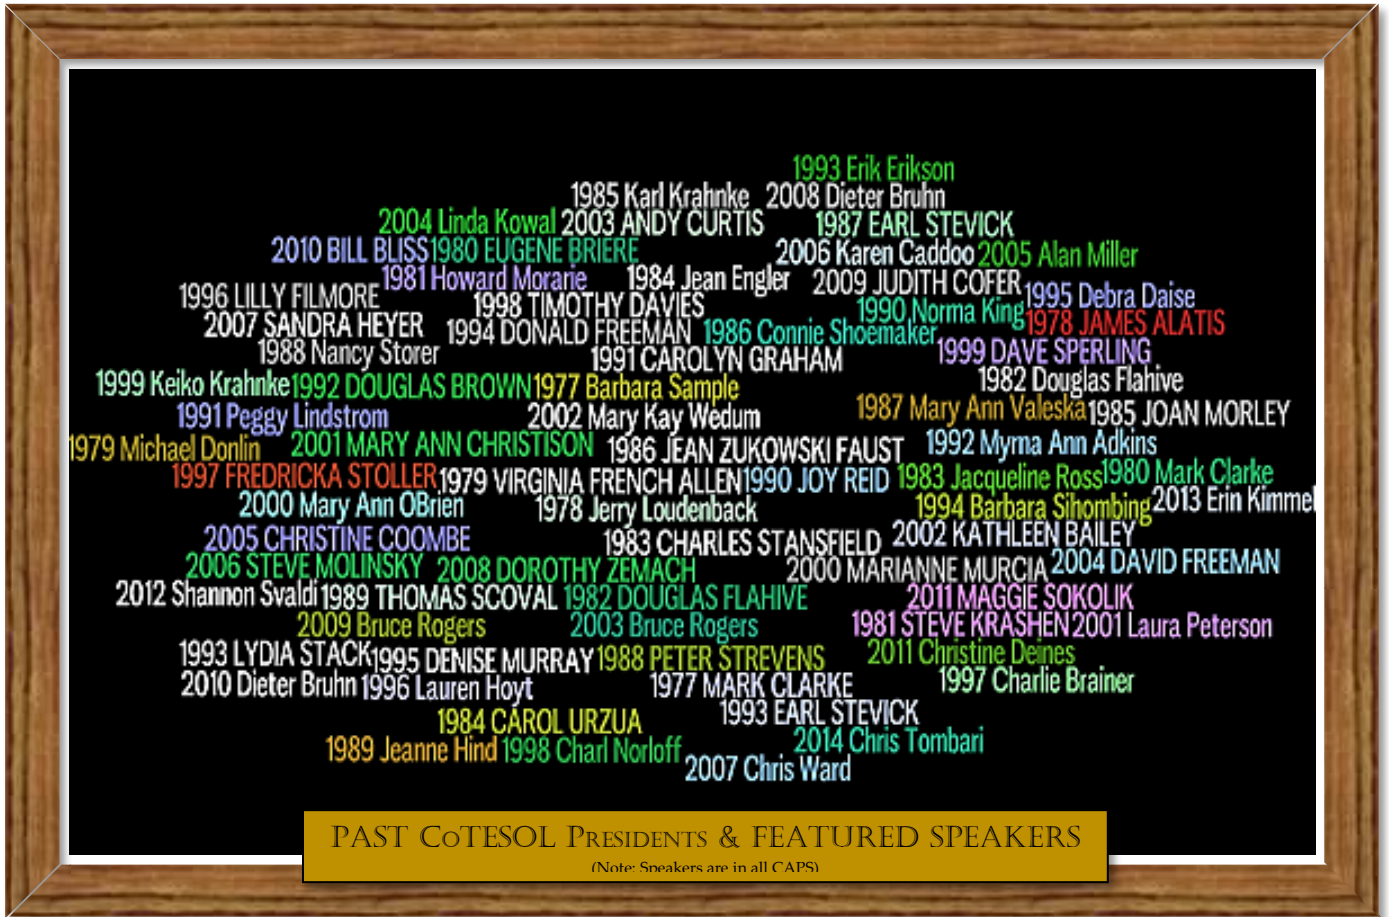 1993 Erik Erikson
1985 Karl Krahnke 2008 Dieter Bruhn
2004 Linda Kowal 2003 ANDY CURTIS 1987 EARL STEVICK
2010 BILL BLISS 1980 EUGENE BRIERE 2006 Karen Caddoo 2005 Alan Miller
1981 Howard Morarie 1984 Jean Engler 2009 JUDITH COFER
1996 LILLY FILMORE 1998 TIMOTHY DAVIES 1990 Norma King 1995 Debra Daise
2007 SANDRA HEYER 1994 DONALD FREEMAN 1986 Connie Shoemaker 1978 JAMES ALATIS
1988 Nancy Storer 1991 CAROLYN GRAHAM 1999 DAVE SPERLING
1999 Keiko Krahnke 1992 DOUGLAS BROWN 1977 Barbara Sample 1982 Douglas Flahive
1991 Peggy Lindstrom 2002 Mary Kay Wedum 1987 Mary Ann Valeska 1985 JOAN MORLEY
1979 Michael Donlin 2001 MARY ANN CHRISTISON 1986 JEAN ZUKOWSKI FAUST 1992 Myrna Ann Adkins
1997 FREDRICKA STOLLER 1979 VIRGINIA FRENCH ALLEN 1990 JOY REID 1983 Jacqueline Ross 1980 Mark Clarke
2000 Mary Ann OBrien 1978 Jerry Loudenback 1994 Barbara Sihombing 2013 Erin Kimmel
2005 CHRISTINE COOMBE 1983 CHARLES STANSFIELD 2002 KATHLEEN BAILEY
2006 STEVE MOLINSKY 2008 DOROTHY ZEMACH 2000 MARIANNE MURCIA 2004 DAVID FREEMAN
2012 Shannon Svaldi 1989 THOMAS SCOVAL 1982 DOUGLAS FLAHIVE 2011 MAGGIE SOKOLIK
2009 Bruce Rogers 2003 Bruce Rogers 1981 STEVE KRASHEN 2001 Laura Peterson
1993 LYDIA STACK 1995 DENISE MURRAY 1988 PETER STREVENS 2011 Christine Deines
2010 Dieter Bruhn 1996 Lauren Hoyt 1977 MARK CLARKE 1997 Charlie Brainer
1984 CAROL URZUA 1993 EARL STEVICK
1989 Jeanne Hind 1998 Charl Norloff 2014 Chris Tombari
2007 Chris Ward
PAST CoTESOL Presidents & FEATURED SPEAKERS
(Note: Speakers are in all CAPS)